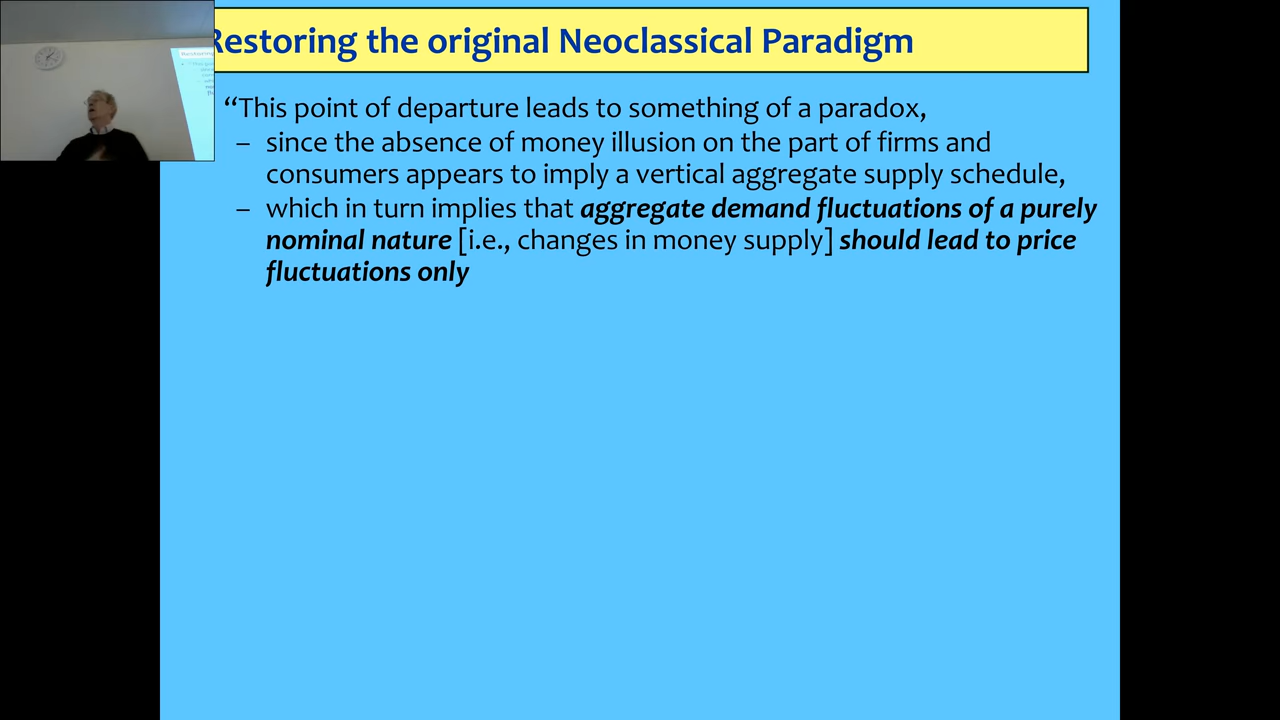 Restoring the original Neoclassical Paradigm
“This point of departure leads to something of a paradox,
– since the absence of money illusion on the part of firms and
consumers appears to imply a vertical aggregate supply schedule,
– which in turn implies that aggregate demand fluctuations of a purely
nominal nature [i.e., changes in money supply] should lead to price
fluctuations only